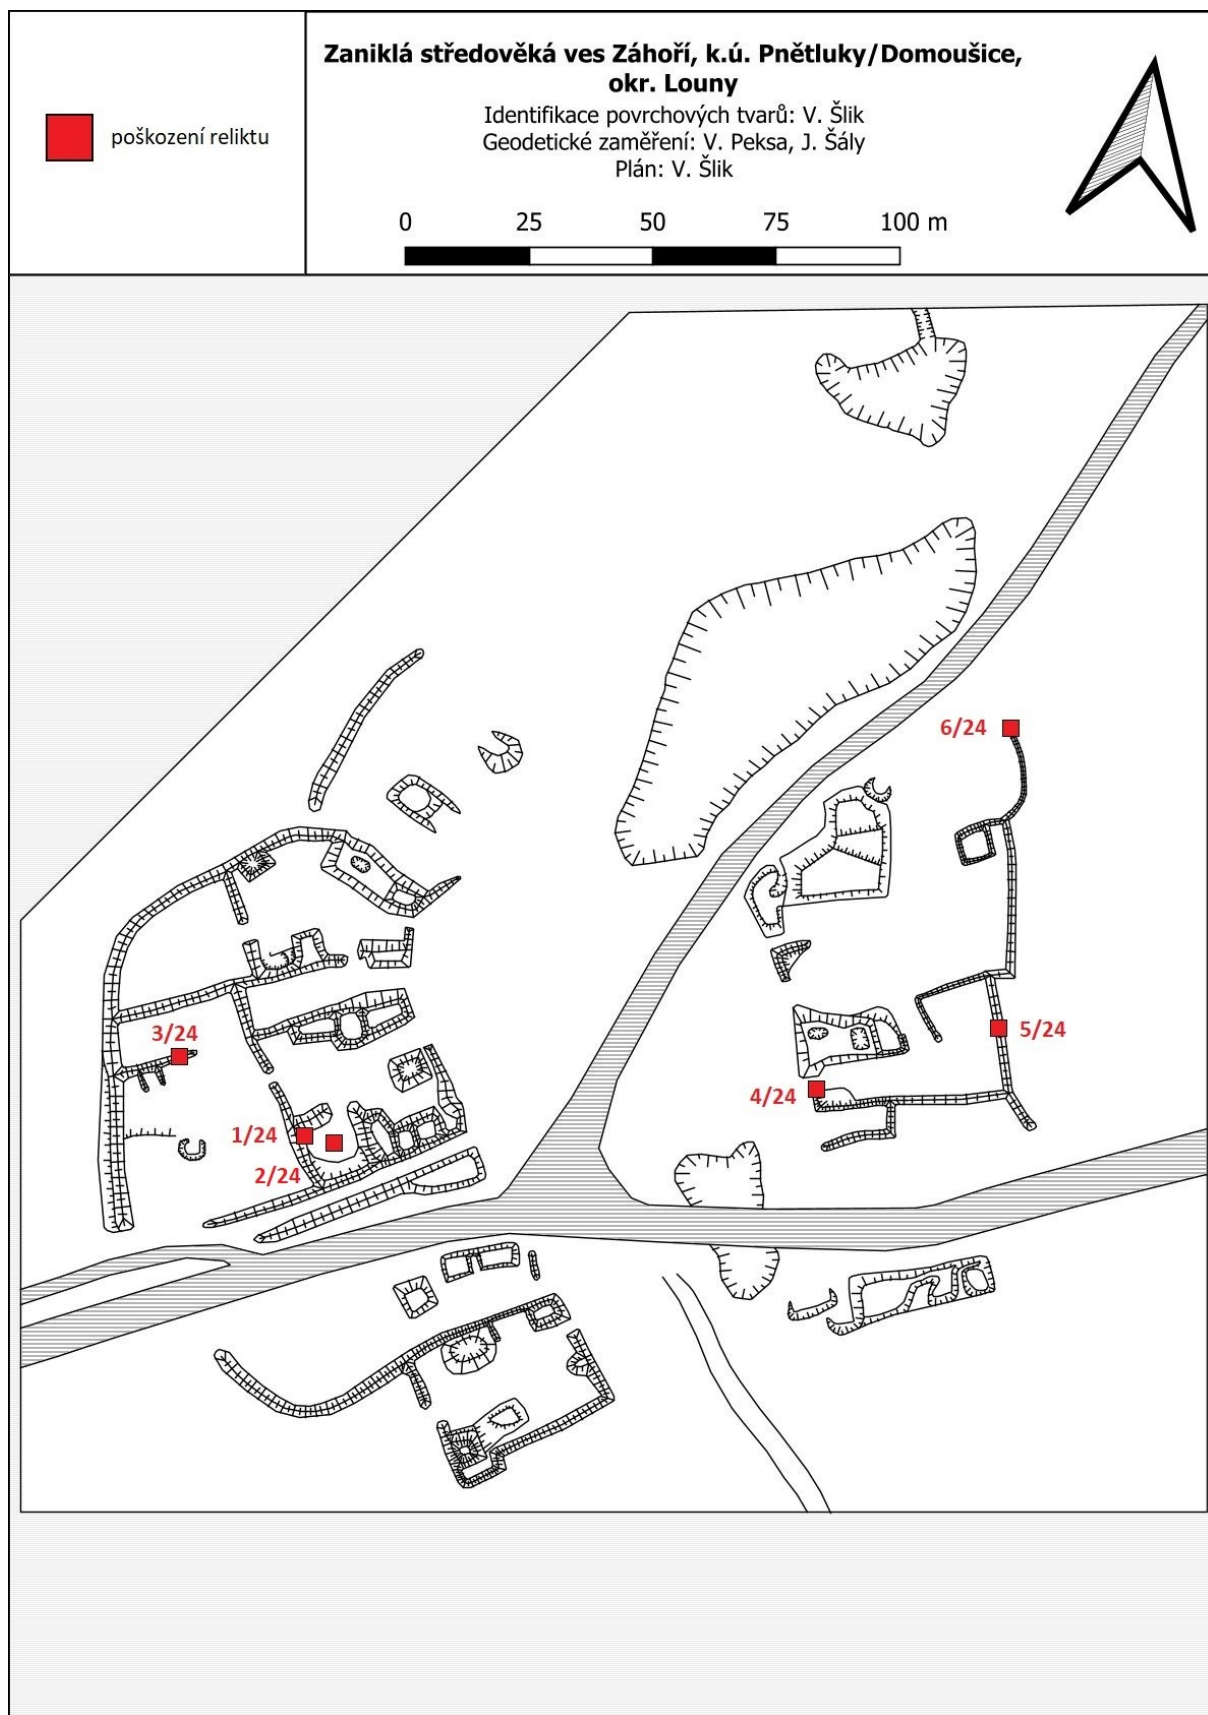 Zaniklá středověká ves Záhoří, k.ú. Pnětluky/Domoušice,
okr. Louny
Identifikace povrchových tvarů: V. Šlik
Geodetické zaměření: V. Peksa, J. Šály
Plán: V. Šlik
poškození reliktu
0 25 50 75 100 m
6/24
3/24
5/24
4/24
1/24
2/24